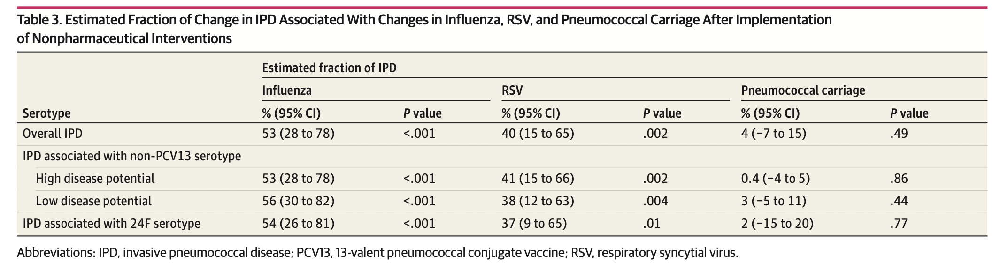 Table 3. Estimated Fraction of Change in IPD Associated With Changes in Influenza, RSV, and Pneumococcal Carriage After Implementation
of Nonpharmaceutical Interventions
Estimated fraction of IPD
Influenza RSV Pneumococcal carriage
Serotype % (95% CI) P value % (95% CI) P value % (95% CI) P value
Overall IPD 53 (28 to 78) <.001 40 (15 to 65) .002 4 (−7 to 15) .49
IPD associated with non-PCV13 serotype
High disease potential 53 (28 to 78) <.001 41 (15 to 66) .002 0.4 (−4 to 5) .86
Low disease potential 56 (30 to 82) <.001 38 (12 to 63) .004 3 (−5 to 11) .44
IPD associated with 24F serotype 54 (26 to 81) <.001 37 (9 to 65) .01 2 (−15 to 20) .77
Abbreviations: IPD, invasive pneumococcal disease; PCV13, 13-valent pneumococcal conjugate vaccine; RSV, respiratory syncytial virus.